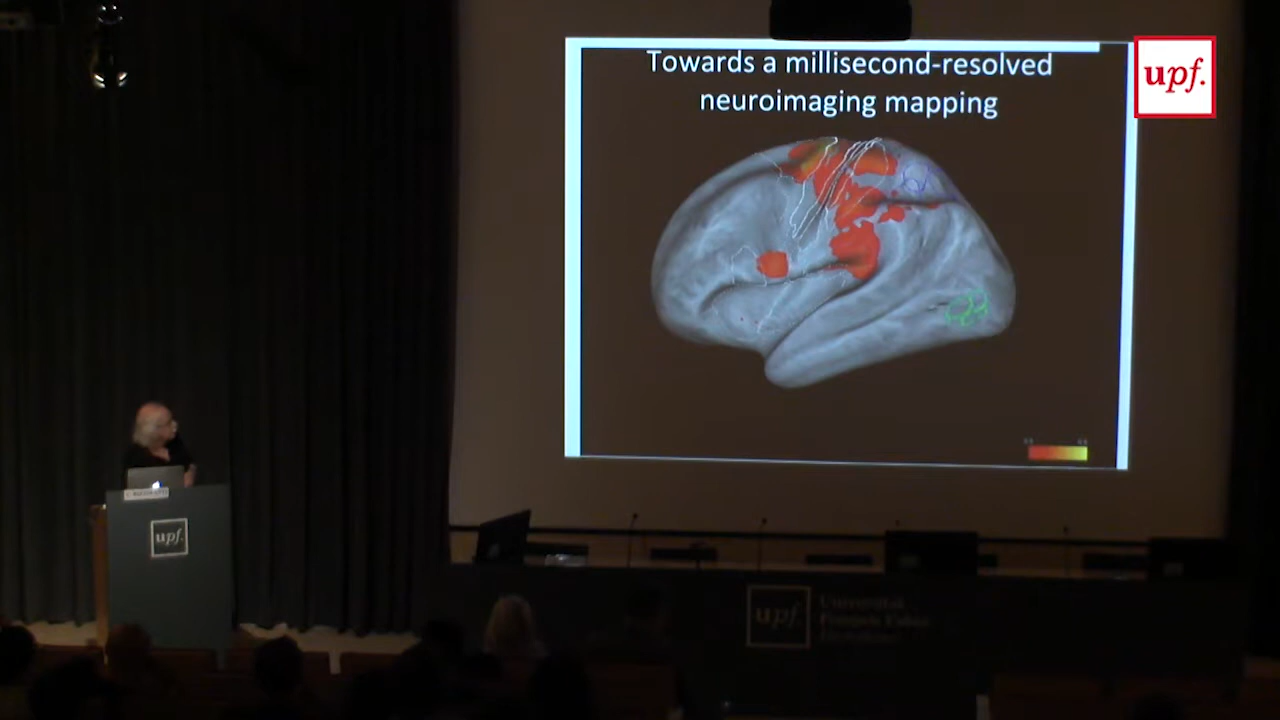 Towards a millisecond-resolved
neuroimaging mapping
upf.
upf.
upf.